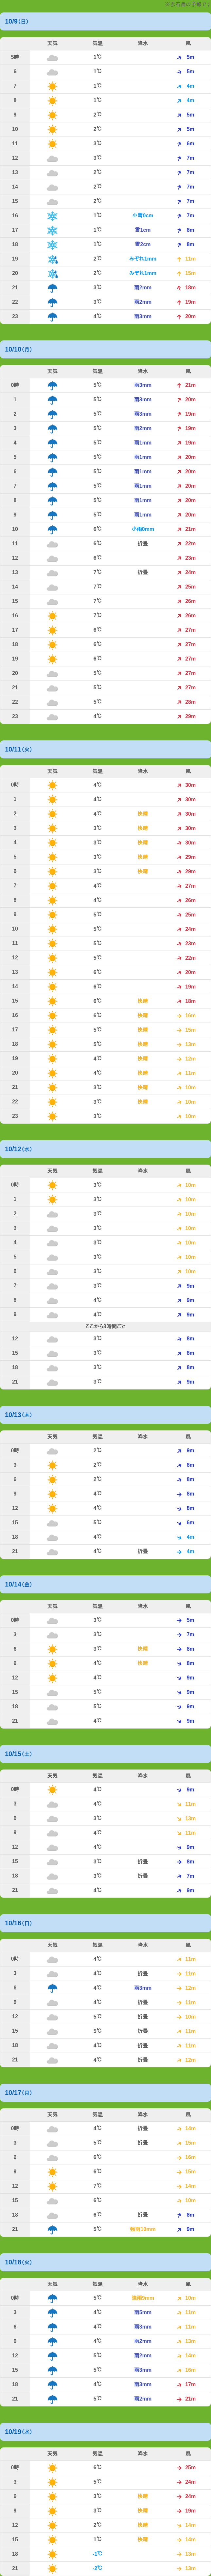 ※奈石岳の予報です
10/9(日)
天気 気温 降水 風
5時 1℃ 5m
6 1℃ 5m
7 1℃ 4m
8 1℃ 4m
9 2℃ 5m
10 2℃ 5m
11 3℃ 6m
12 3℃ 7m
13 2℃ 7m
14 2℃ 7m
15 2℃ 7m
16 1℃ 小雪0cm 7m
17 1℃ 雪1cm 8m
18 1℃ 雪2cm 8m
19 2℃ みぞれ1mm 11m
20 2℃ みぞれ1mm 15m
21 3℃ 雨2mm 18m
22 3℃ 雨2mm 19m
23 4℃ 雨3mm 20m
10/10(月)
天気 気温 降水 風
0時 5℃ 雨3mm 21m
1 5℃ 雨3mm 20m
2 5℃ 雨3mm 19m
3 5℃ 雨2mm 19m
4 5℃ 雨1mm 19m
5 5℃ 雨1mm 20m
6 5℃ 雨1mm 20m
7 5℃ 雨1mm 20m
8 5℃ 雨1mm 20m
9 5℃ 雨1mm 20m
10 6℃ 小雨0mm 21m
11 6℃ 折畳 22m
12 6℃ 23m
13 7℃ 折畳 24m
14 7℃ 25m
15 7℃ 26m
16 7℃ 26m
17 6℃ 27m
18 6℃ 27m
19 6℃ 27m
20 5℃ 27m
21 5℃ 27m
22 5℃ 28m
23 4℃ 29m
10/11(火)
天気 気温 降水 風
0時 4℃ 30m
1 4℃ 30m
2 4℃ 快晴 30m
3 3℃ 快晴 30m
4 3℃ 快晴 30m
5 3℃ 快晴 29m
6 3℃ 快晴 29m
7 4℃ 27m
8 4℃ 26m
9 5℃ 25m
10 5℃ 24m
11 5℃ 23m
12 5℃ 22m
13 6℃ 20m
14 6℃ 19m
15 6℃ 快晴 18m
16 6℃ 快晴 16m
17 5℃ 快晴 15m
18 5℃ 快晴 13m
19 4℃ 快晴 12m
20 4℃ 快晴 11m
21 3℃ 快晴 10m
22 3℃ 快晴 10m
23 3℃ 10m
10/12(水)
天気 気温 降水 風
0時 3℃ 10m
1 3℃ 10m
2 3℃ 10m
3 3℃ 10m
4 3℃ 10m
5 3℃ 10m
6 3℃ 10m
7 3℃ 9m
8 4℃ 9m
9 4℃ 9m
ここから3時間ごと
12 3℃ 8m
15 3℃ 8m
18 3℃ 8m
21 3℃ 9m
10/13(木)
天気 気温 降水 風
0時 2℃ 9m
3 2℃ 8m
6 2℃ 8m
9 4℃ 8m
12 4℃ 8m
15 5℃ 6m
18 4℃ 4m
21 4℃ 折畳 4m
10/14(金)
天気 気温 降水 風
0時 3℃ 5m
3 3℃ 7m
6 3℃ 快晴 8m
9 4℃ 快晴 8m
12 4℃ 9m
15 5℃ 9m
18 5℃ 9m
21 4℃ 9m
10/15(土)
天気 気温 降水 風
0時 4℃ 9m
3 4℃ 11m
6 3℃ 13m
9 4℃ 11m
12 4℃ 9m
15 3℃ 折畳 8m
18 3℃ 折畳 7m
21 4℃ 9m
10/16(日)
天気 気温 降水 風
0時 4℃ 11m
3 4℃ 折畳 11m
6 4℃ 雨3mm 12m
9 4℃ 折畳 11m
12 5℃ 折畳 10m
15 5℃ 折畳 11m
18 4℃ 折畳 11m
21 4℃ 折畳 12m
10/17(月)
天気 気温 降水 風
0時 4℃ 折畳 14m
3 5℃ 折畳 15m
6 6℃ 16m
9 6℃ 15m
12 7℃ 14m
15 6℃ 10m
18 6℃ 折畳 8m
21 5℃ 強雨10mm 9m
10/18(火)
天気 気温 降水 風
0時 5℃ 強雨9mm 10m
3 4℃ 雨5mm 11m
6 4℃ 雨3mm 11m
9 4℃ 雨2mm 13m
12 5℃ 雨2mm 14m
15 5℃ 雨3mm 16m
18 4℃ 雨3mm 17m
21 5℃ 雨2mm 21m
10/19(水)
天気 気温 降水 風
0時 6℃ 25m
3 5℃ 24m
6 3℃ 快晴 24m
9 3℃ 快晴 19m
12 2℃ 快晴 14m
15 1℃ 快晴 14m
18 -1℃ 13m
21 -2℃ 13m